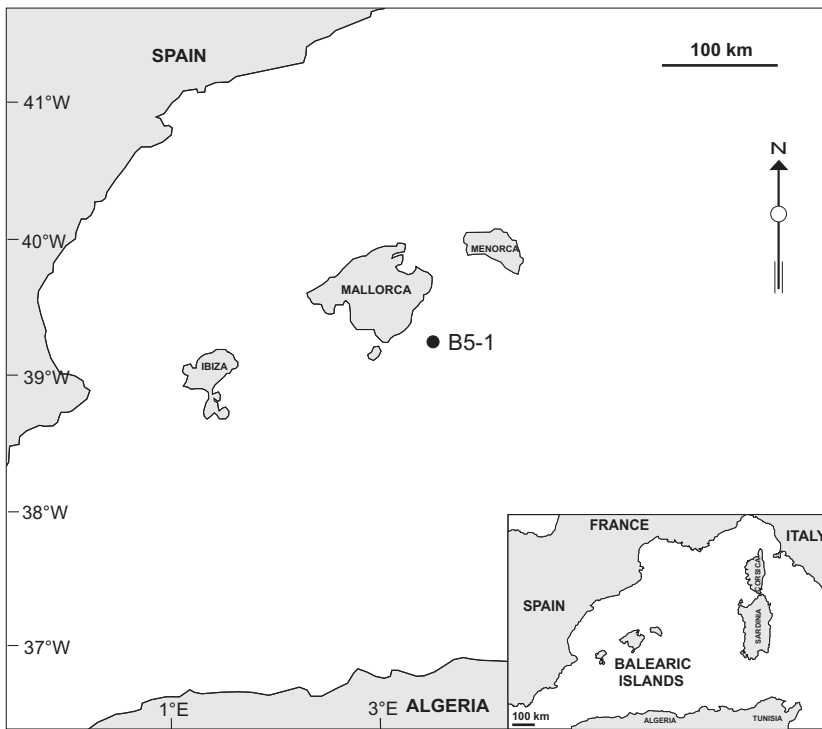 SPAIN
100 km
41°W
N
40°W
MENORCA
MALLORCA
B5-1
IBIZA
39°W
38°W
FRANCE
ITALY
CORSICA
SPAIN
SARDINIA
37°W
BALEARIC
ISLANDS
1°E
3°E
ALGERIA
100 km
ALGERIA
TUNISIA